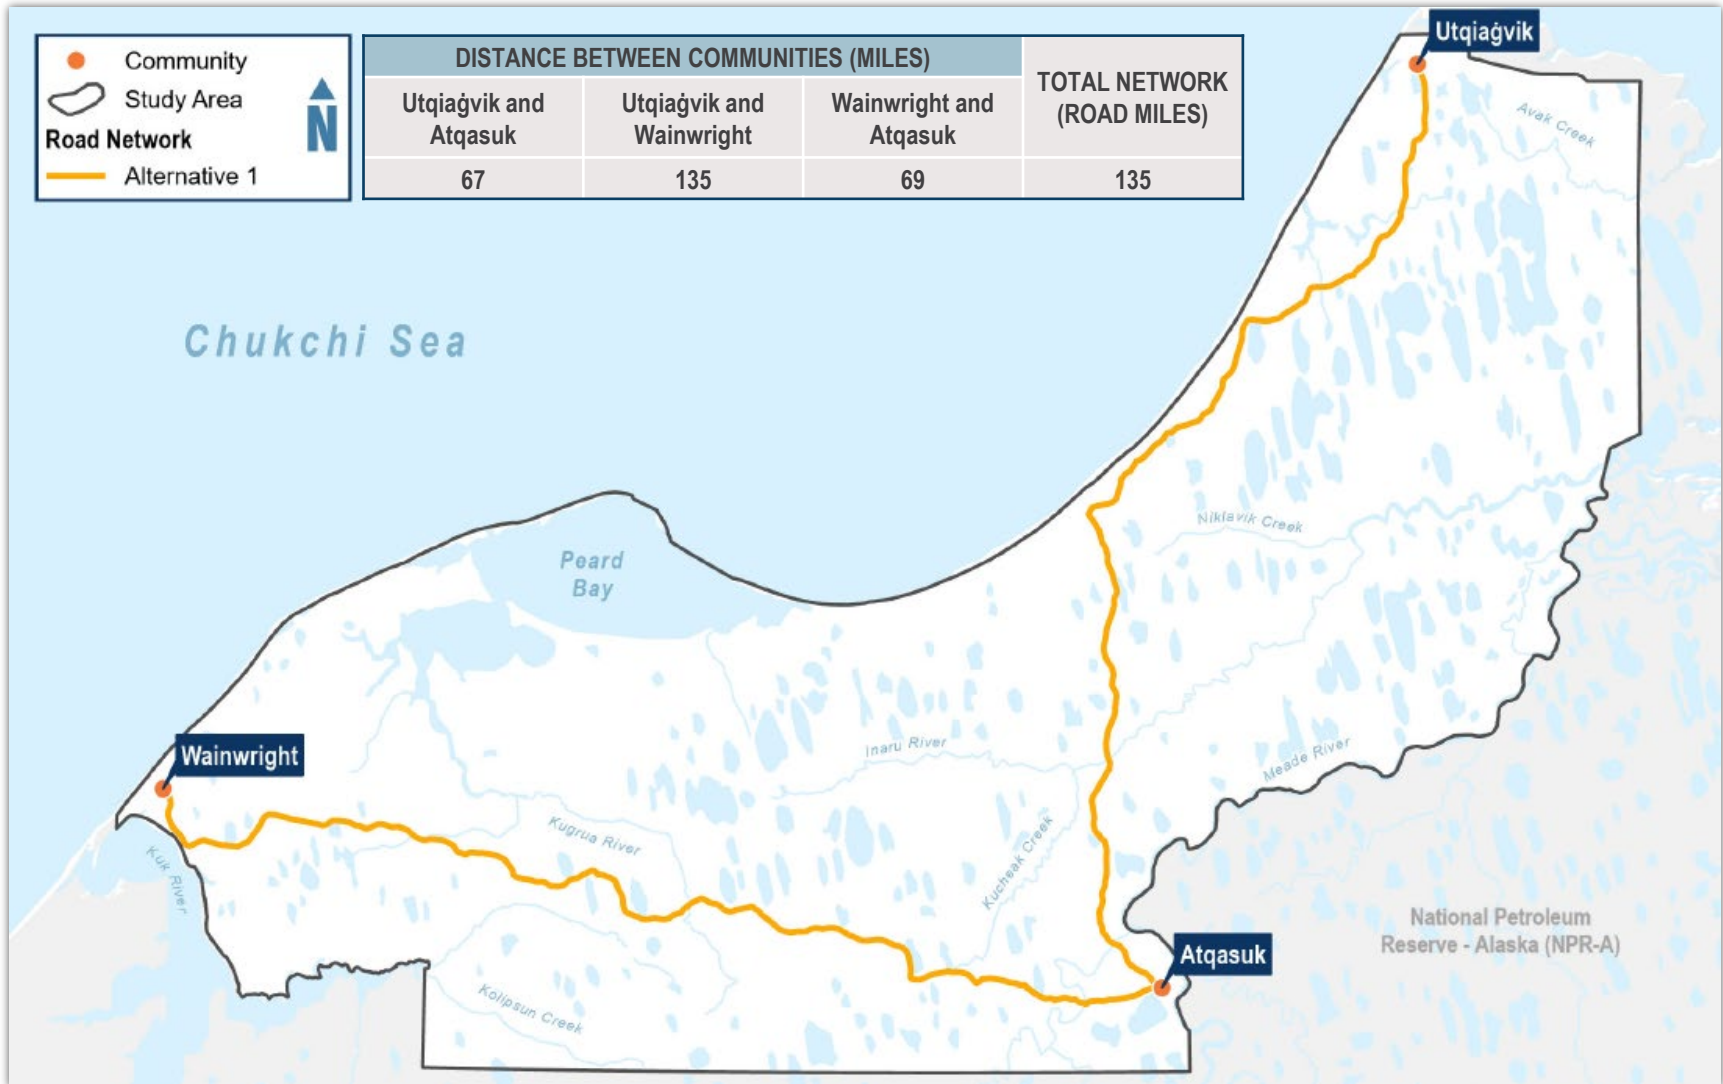 Community
Study Area
Road Network
Alternative 1
N
DISTANCE BETWEEN COMMUNITIES (MILES)
TOTAL NETWORK
(ROAD MILES)
Utqiaġvik and
Atqasuk
Utqiaġvik and
Wainwright
Wainwright and
Atqasuk
67
135
69
135
Utqiaġvik
Avak Creek
Chukchi Sea
Niklavik Creek
Peard
Bay
Wainwright
Inaru River
Meade River
Kugrua River
Kucheak Creek
Kuk River
National Petroleum
Reserve - Alaska (NPR-A)
Atqasuk
Kolipsun Creek